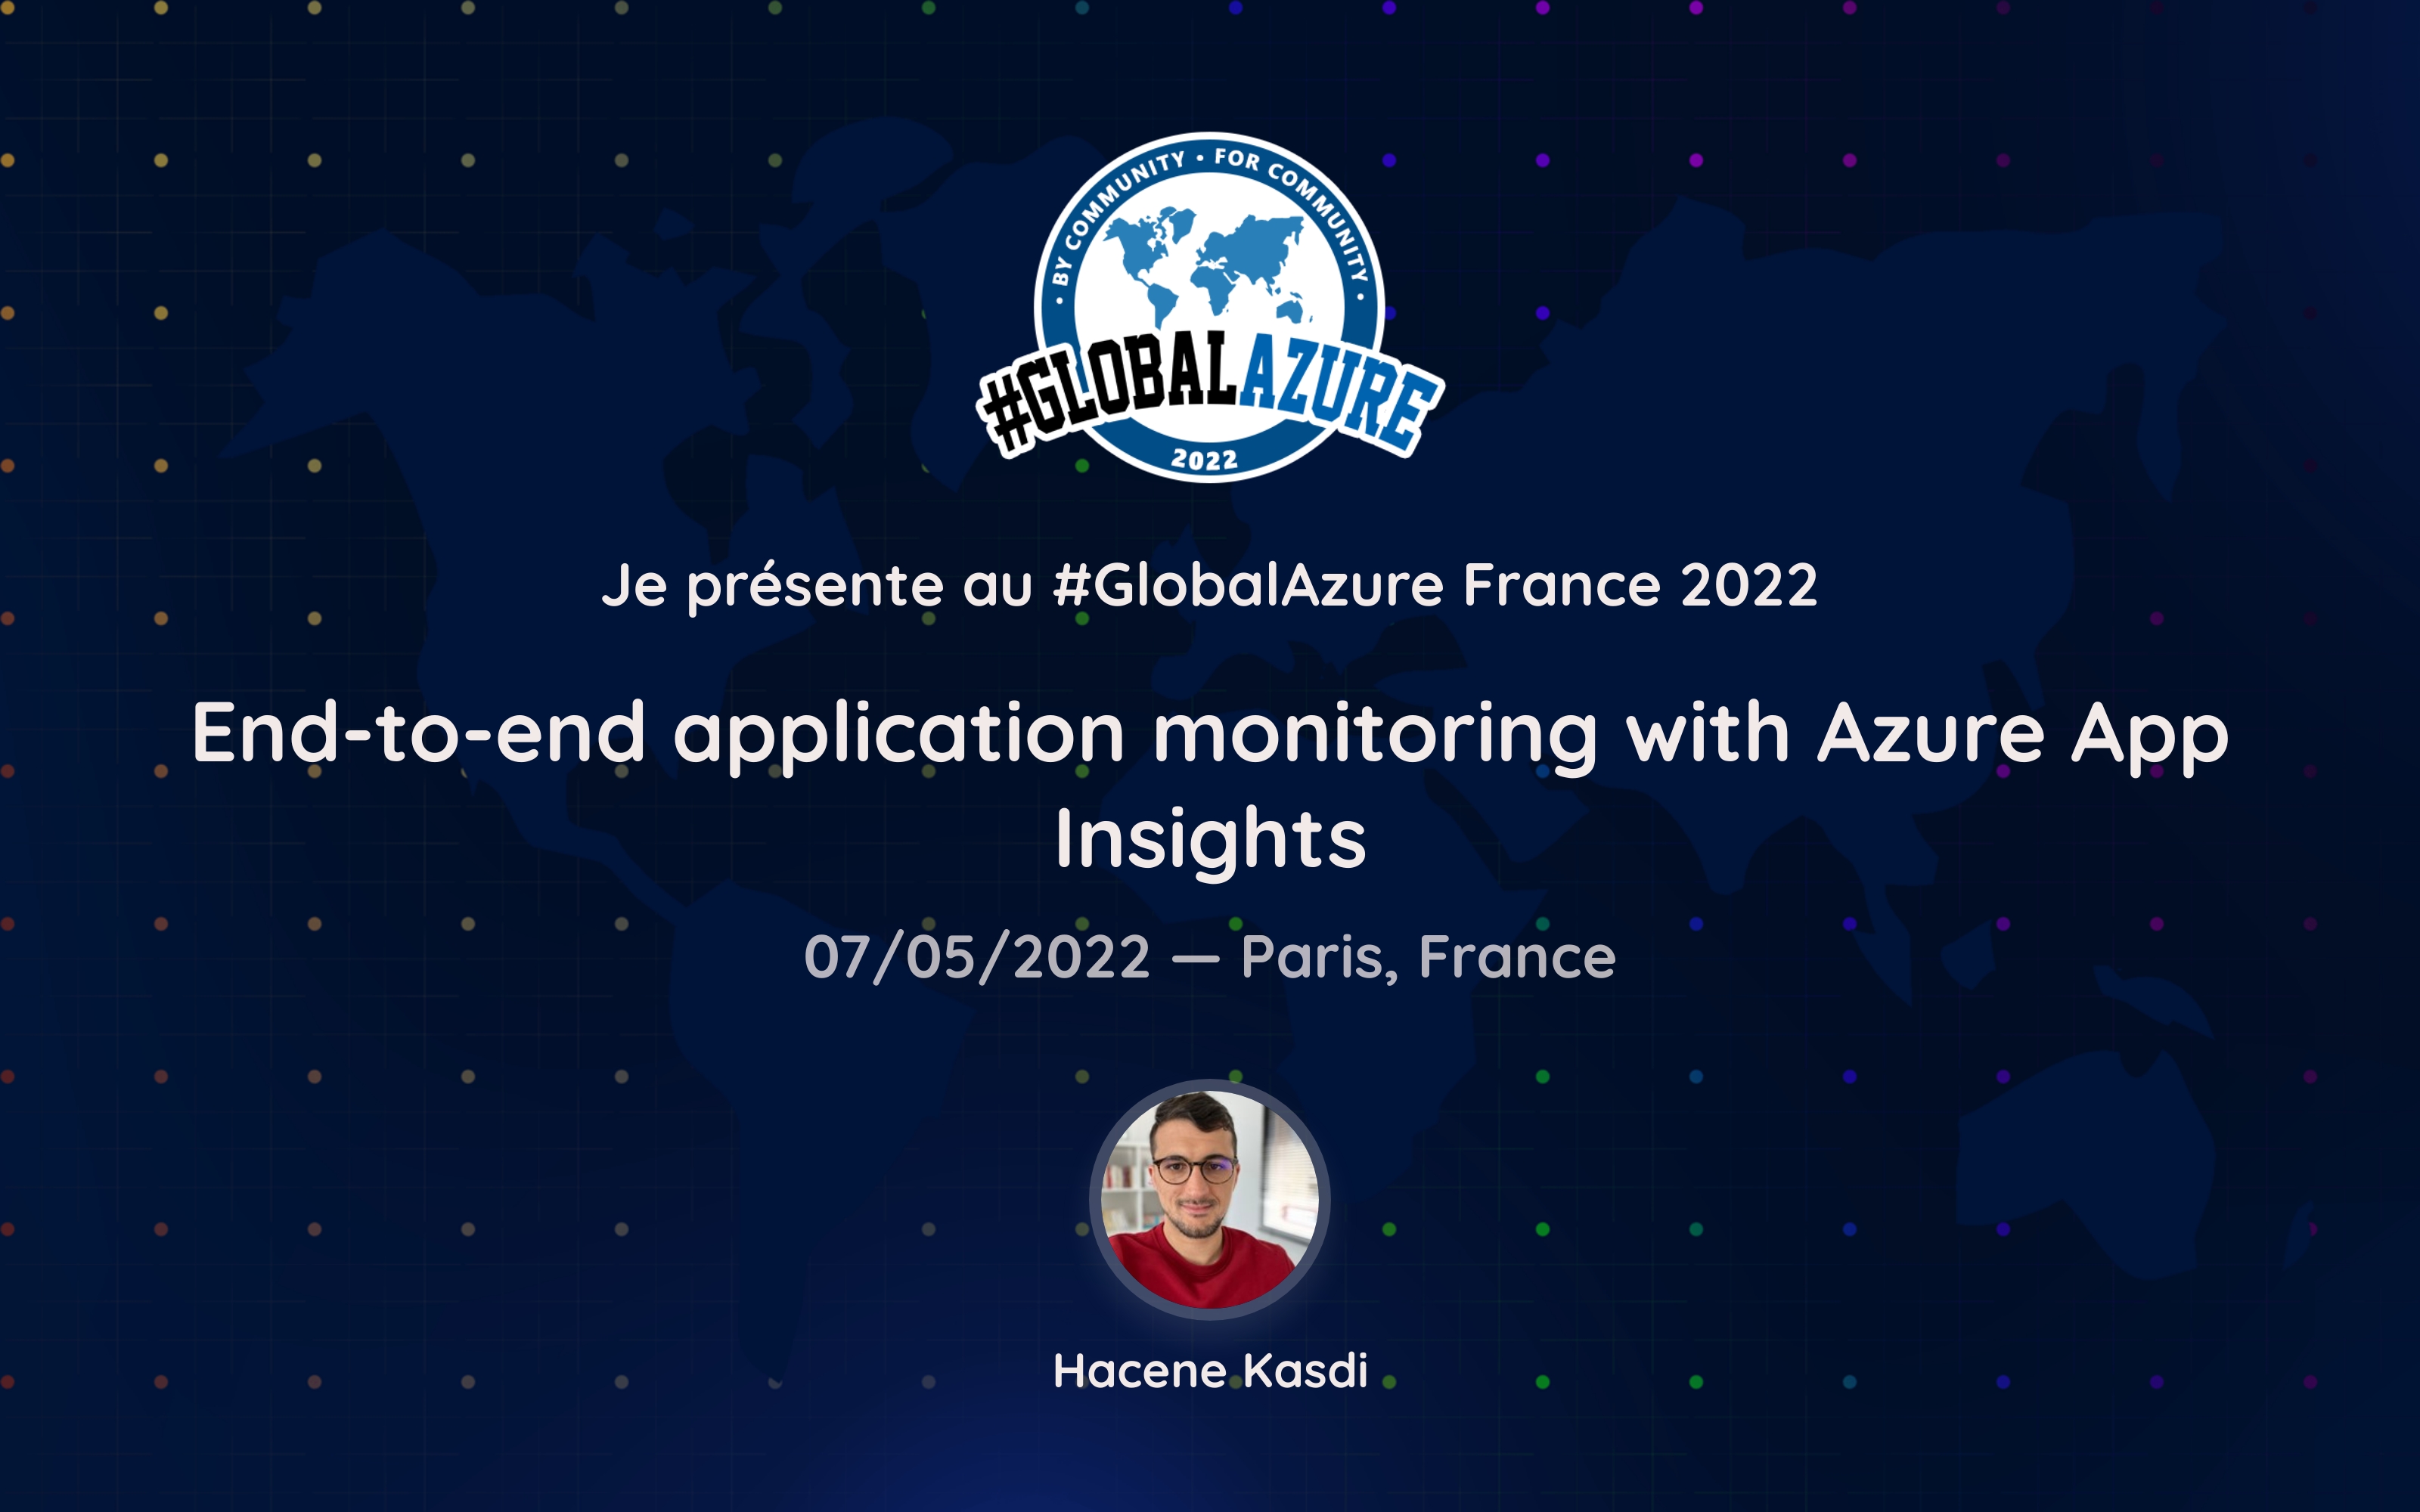 • BY COMMUNITY • FOR COMMUNITY •
#GLOBALAZURE
2022
Je présente au #GlobalAzure France 2022
End-to-end application monitoring with Azure App
Insights
07/05/2022 — Paris, France
Hacene Kasdi